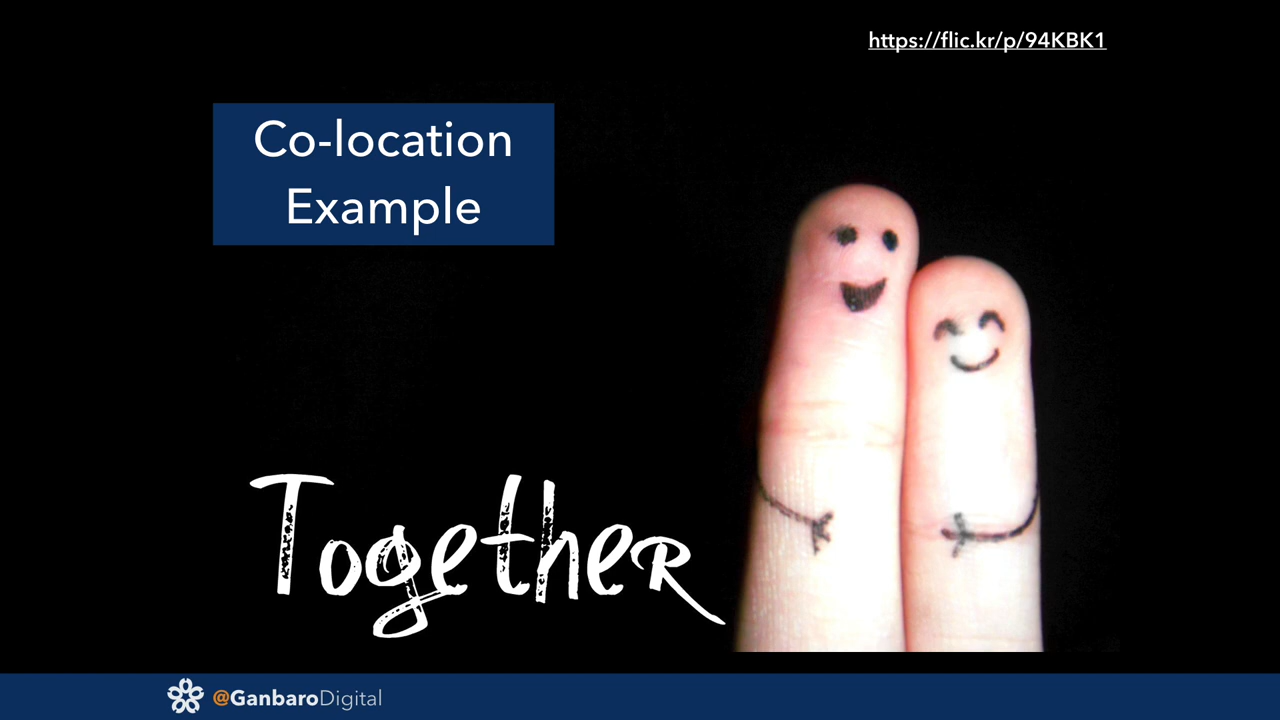 https://flic.kr/p/94KBK1
Co-location
Example
Together
@GanbaroDigital